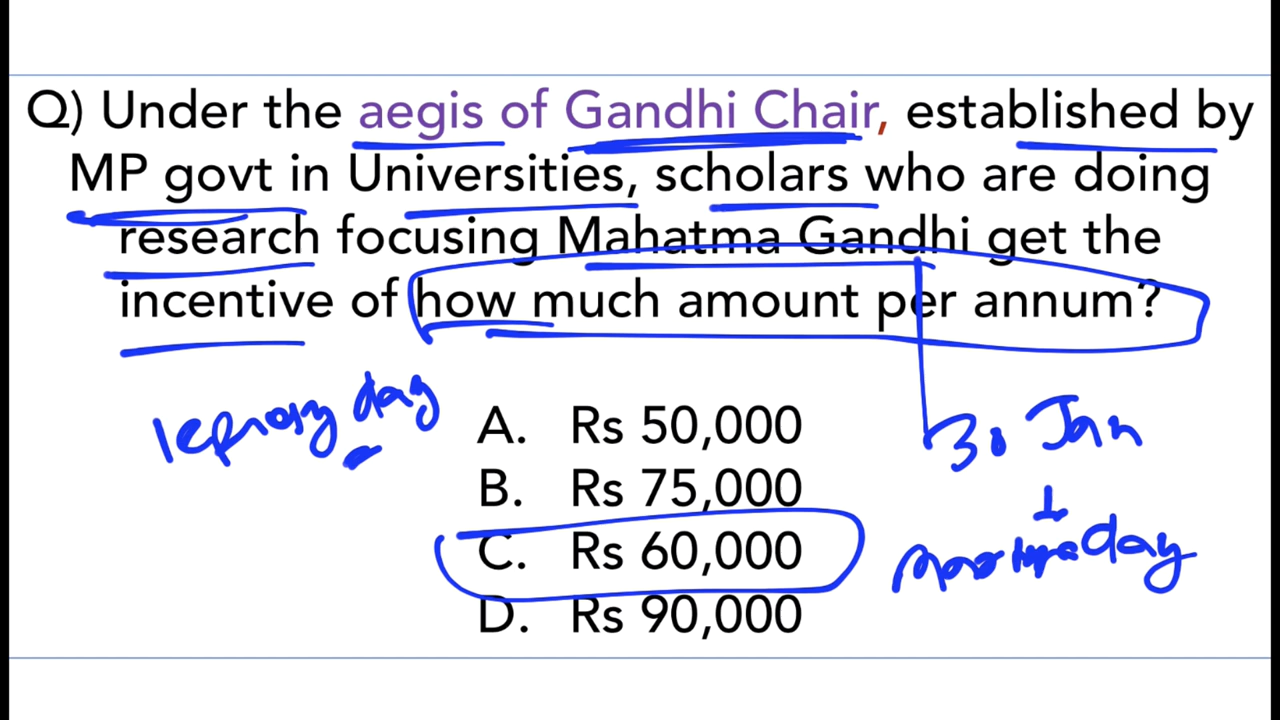 Q) Under the aegis of Gandhi Chair, established by
MP govt in Universities, scholars who are doing
research focusing Mahatma Gandhi get the
incentive of how much amount per annum?
leprosy day
A. Rs 50,000
30 Jan
B. Rs 75,000
C. Rs 60,000
day
D. Rs 90,000